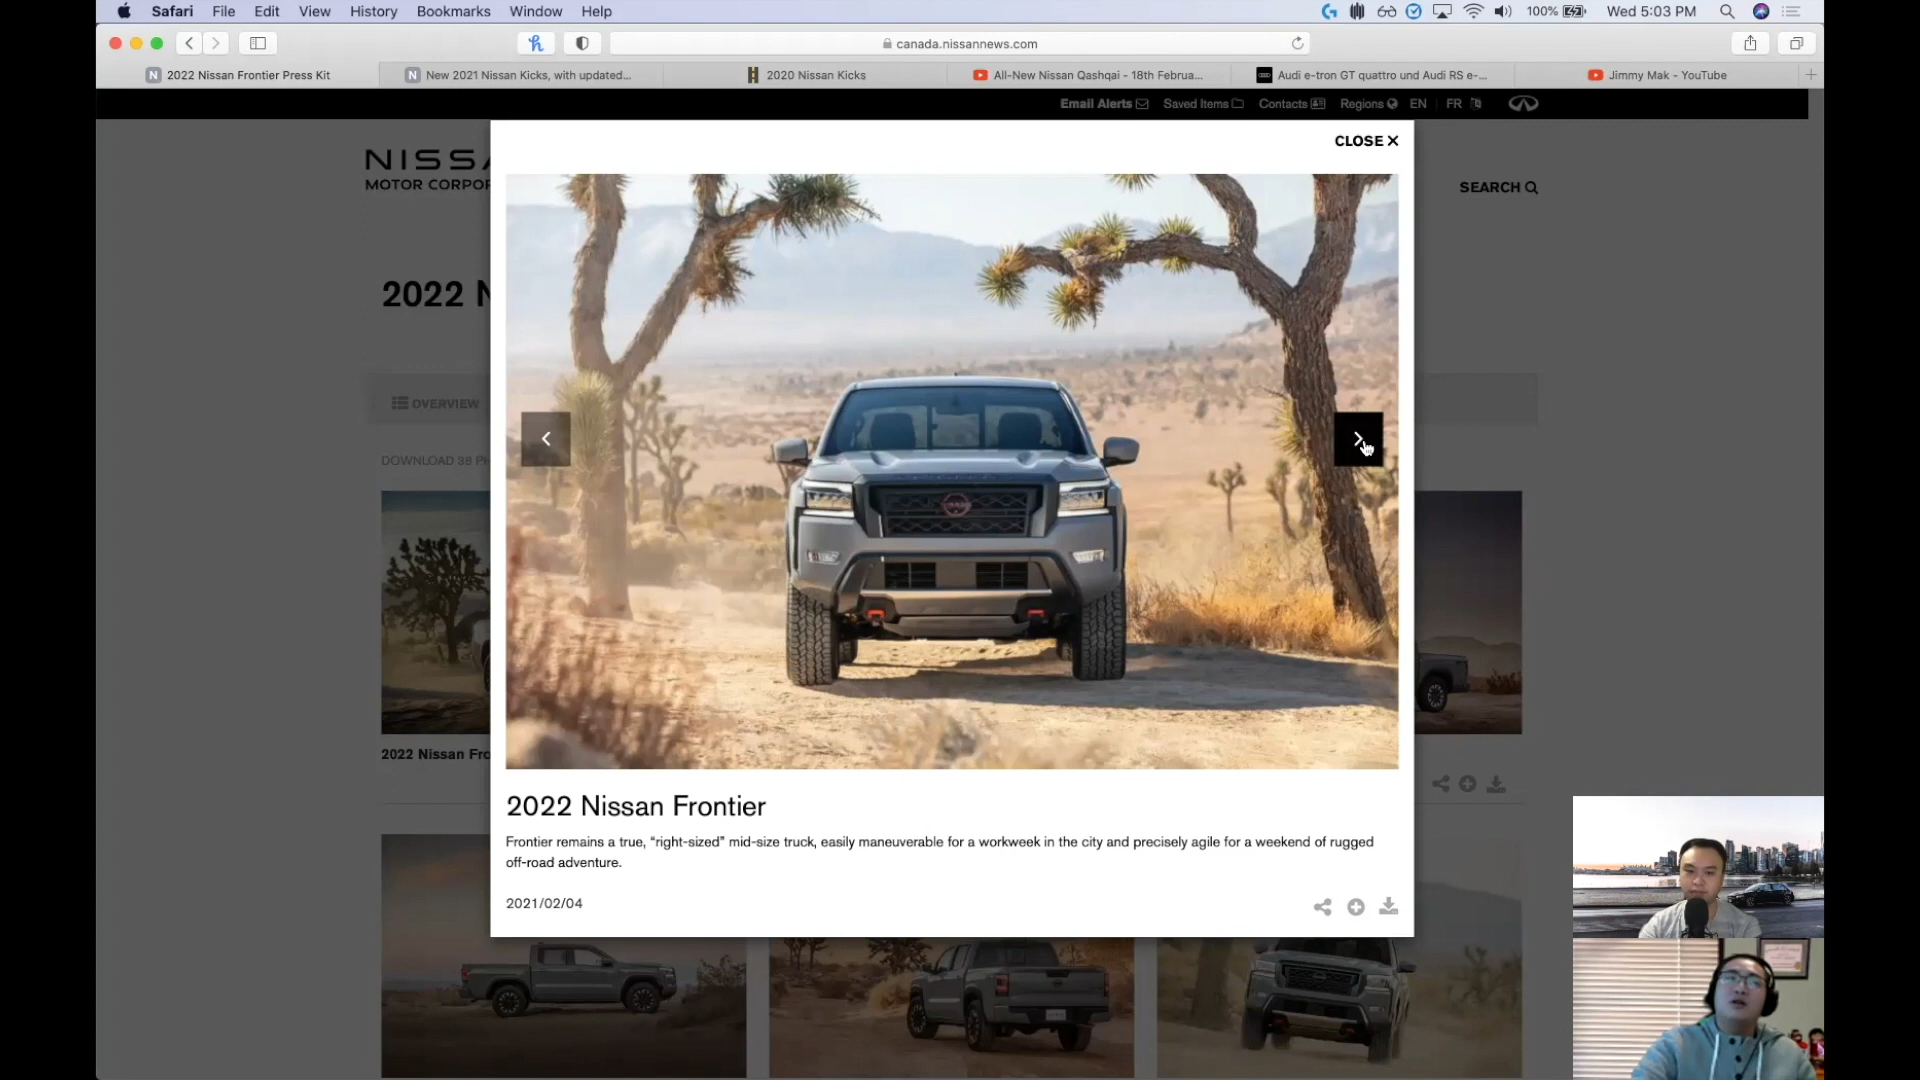 Safari File Edit View History Bookmarks Window Help 100% Wed 5:03 PM
canada.nissannews.com
2022 Nissan Frontier Press Kit New 2021 Nissan Kicks, with updated... 2020 Nissan Kicks All-New Nissan Qashqai - 18th Februa... Audi e-tron GT quattro und Audi RS e-... Jimmy Mak - YouTube
Email Alerts Saved Items Contacts Regions EN | FR
CLOSE
NISSA
MOTOR CORPOR
SEARCH
2022 N
OVERVIEW
DOWNLOAD 38 PH
2022 Nissan Fro
2022 Nissan Frontier
Frontier remains a true, “right-sized” mid-size truck, easily maneuverable for a workweek in the city and precisely agile for a weekend of rugged
off-road adventure.
2021/02/04